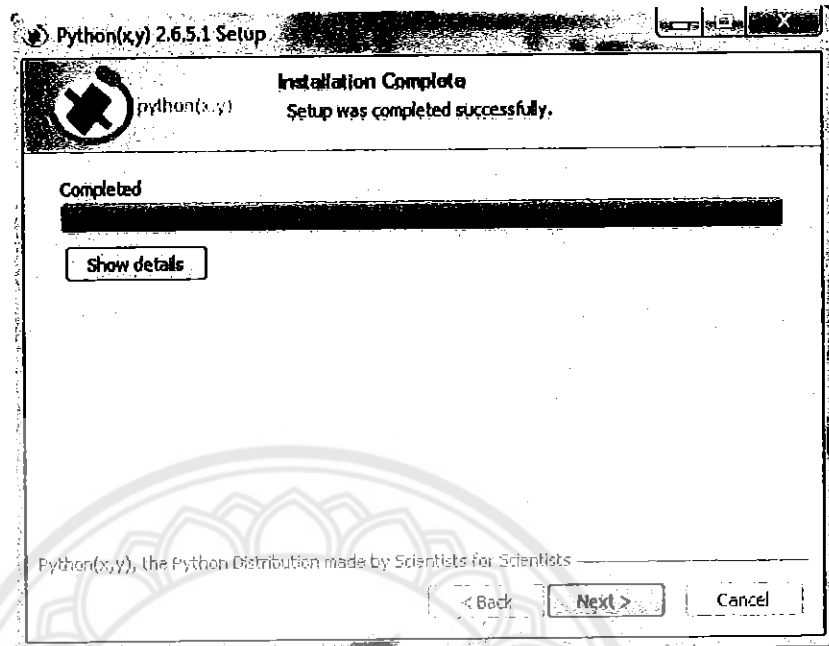 Python(x,y) 2.6.5.1 Setup
python(x,y)
Installation Complete
Setup was completed successfully.
Completed
Show details
Python(x,y), the Python Distribution made by Scientists for Scientists
< Back
Next >
Cancel